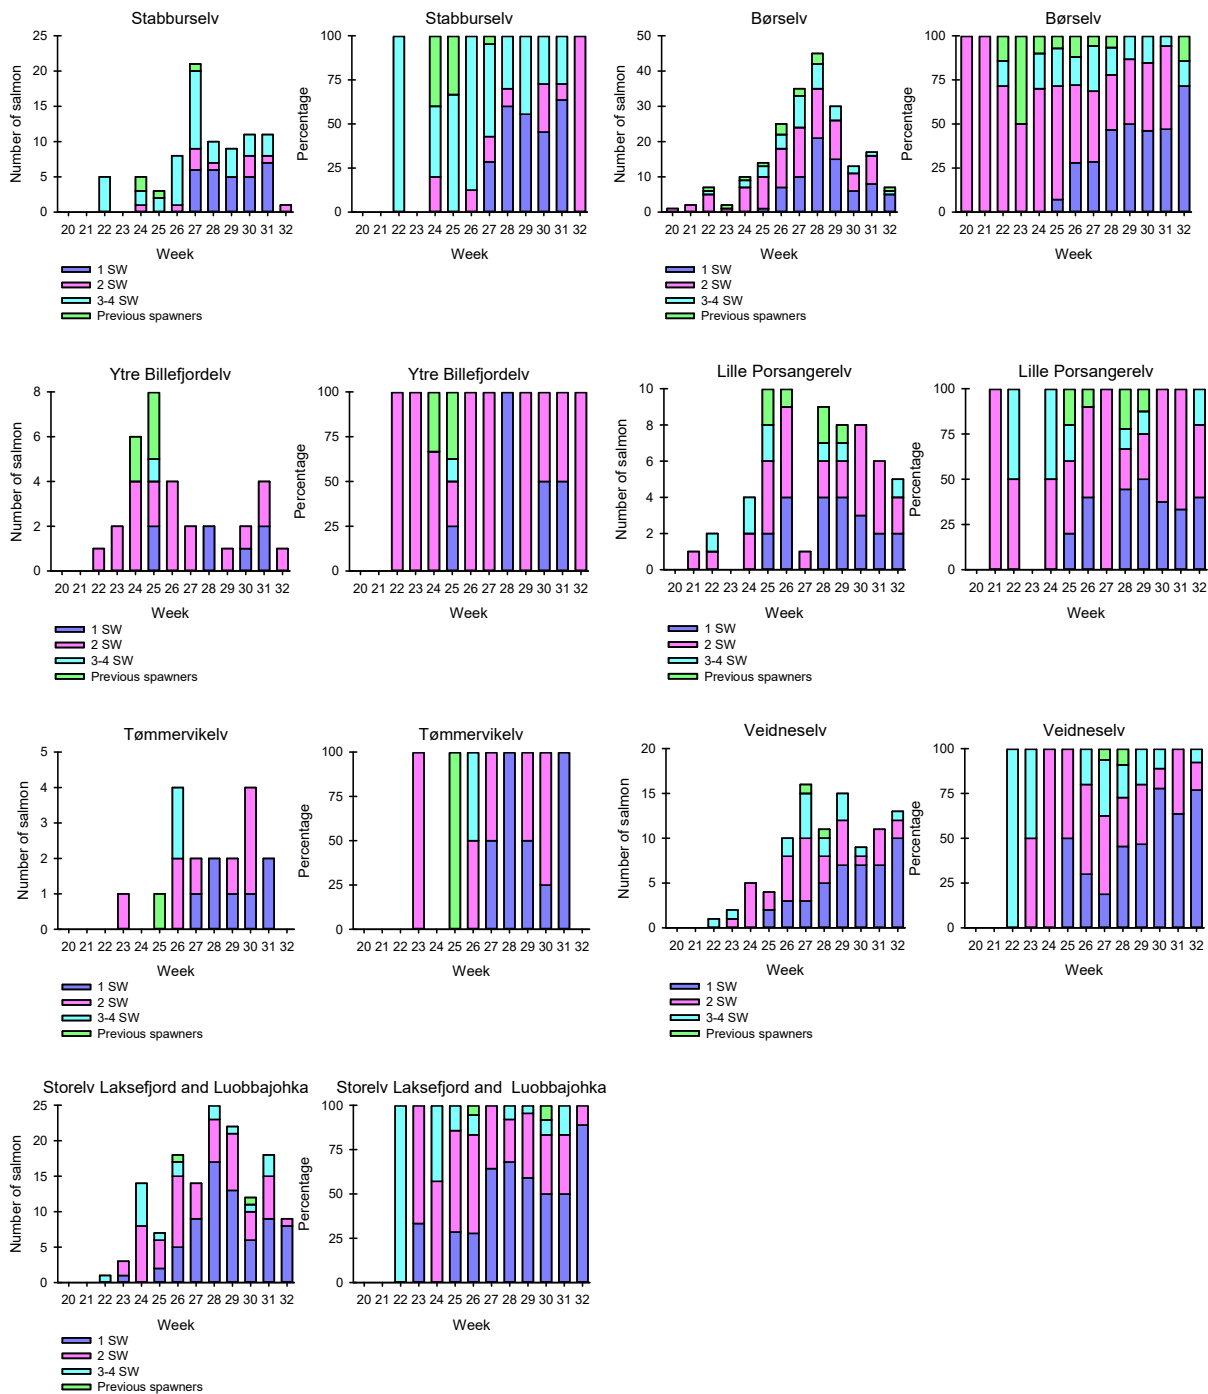 Stabburselv
Number of salmon
25
20
15
10
5
0
20 21 22 23 24 25 26 27 28 29 30 31 32
Week
1 SW
2 SW
3-4 SW
Previous spawners
Stabburselv
Percentage
100
75
50
25
0
20 21 22 23 24 25 26 27 28 29 30 31 32
Week
Børselv
Number of salmon
50
40
30
20
10
0
20 21 22 23 24 25 26 27 28 29 30 31 32
Week
1 SW
2 SW
3-4 SW
Previous spawners
Børselv
Percentage
100
75
50
25
0
20 21 22 23 24 25 26 27 28 29 30 31 32
Week
Ytre Billefjordelv
Number of salmon
8
6
4
2
0
20 21 22 23 24 25 26 27 28 29 30 31 32
Week
1 SW
2 SW
3-4 SW
Previous spawners
Ytre Billefjordelv
Percentage
100
75
50
25
0
20 21 22 23 24 25 26 27 28 29 30 31 32
Week
Lille Porsangerelv
Number of salmon
10
8
6
4
2
0
20 21 22 23 24 25 26 27 28 29 30 31 32
Week
1 SW
2 SW
3-4 SW
Previous spawners
Lille Porsangerelv
Percentage
100
75
50
25
0
20 21 22 23 24 25 26 27 28 29 30 31 32
Week
Tømmervikelv
Number of salmon
5
4
3
2
1
0
20 21 22 23 24 25 26 27 28 29 30 31 32
Week
1 SW
2 SW
3-4 SW
Previous spawners
Tømmervikelv
Percentage
100
75
50
25
0
20 21 22 23 24 25 26 27 28 29 30 31 32
Week
Veidneselv
Number of salmon
20
15
10
5
0
20 21 22 23 24 25 26 27 28 29 30 31 32
Week
1 SW
2 SW
3-4 SW
Previous spawners
Veidneselv
Percentage
100
75
50
25
0
20 21 22 23 24 25 26 27 28 29 30 31 32
Week
Storelv Laksefjord and Luobbajohka
Number of salmon
25
20
15
10
5
0
20 21 22 23 24 25 26 27 28 29 30 31 32
Week
1 SW
2 SW
3-4 SW
Previous spawners
Storelv Laksefjord and Luobbajohka
Percentage
100
75
50
25
0
20 21 22 23 24 25 26 27 28 29 30 31 32
Week